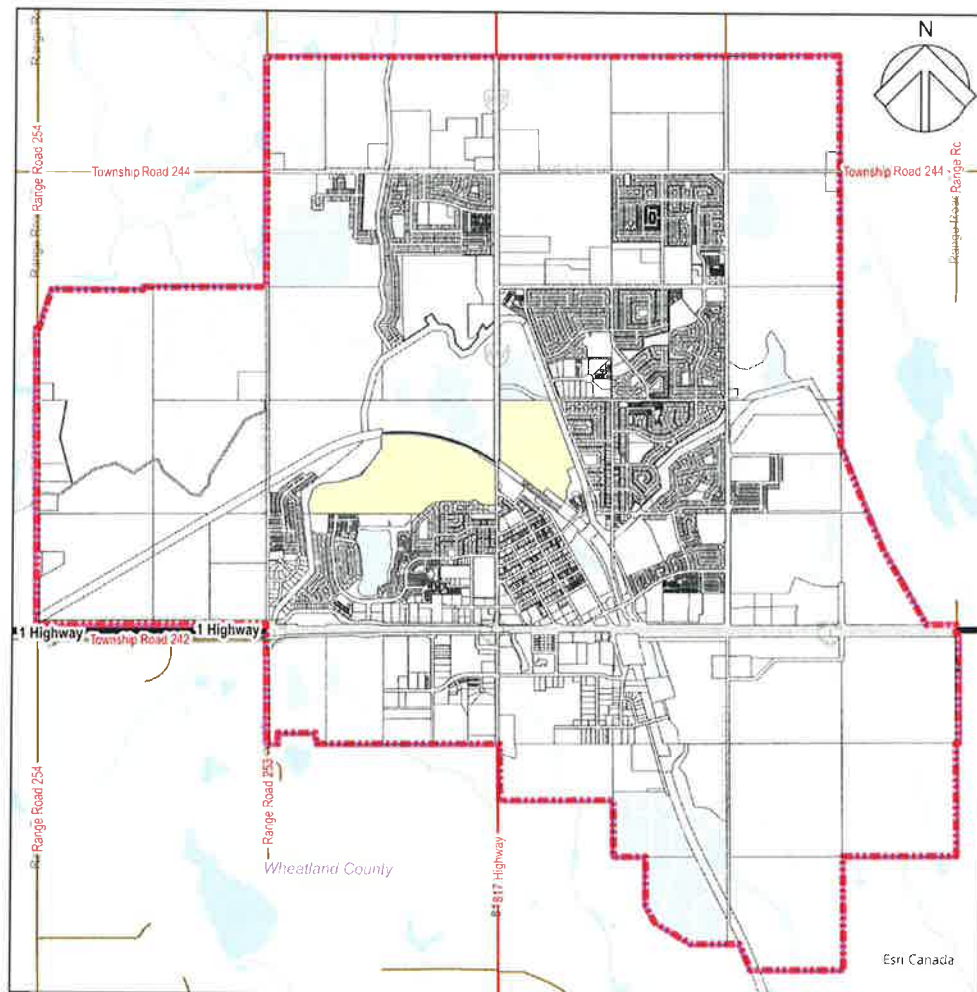 N
Range Road 254
Township Road 244
Township Road 244
1 Highway
Township Road 242
1 Highway
Range Road 254
Range Road 253
Wheatland County
817 Highway
Esri Canada